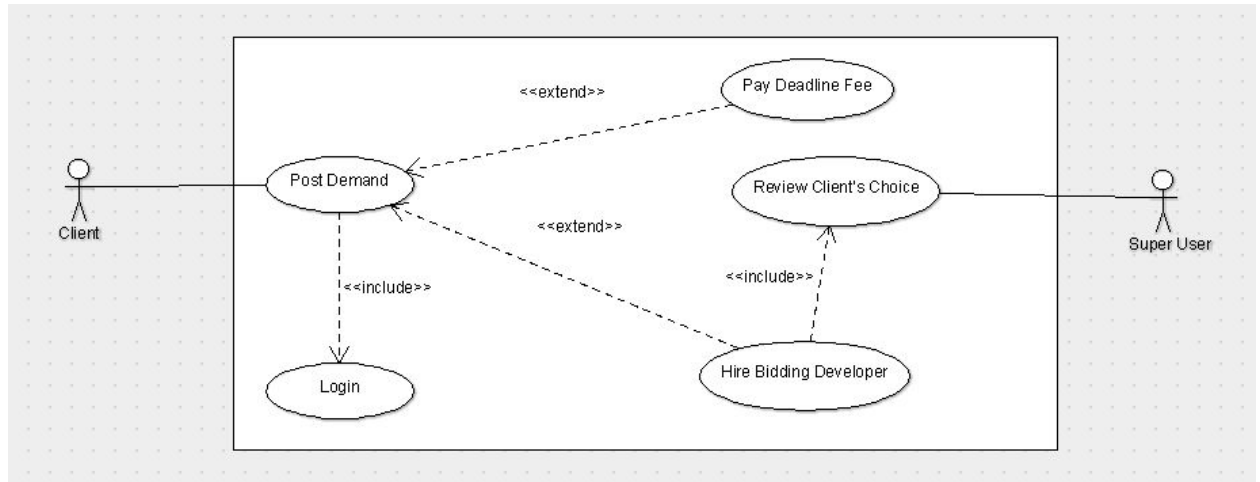 Pay Deadline Fee
<<extend>>
Post Demand
Review Client's Choice
Client
<<extend>>
Super User
<<include>>
<<include>>
Hire Bidding Developer
Login